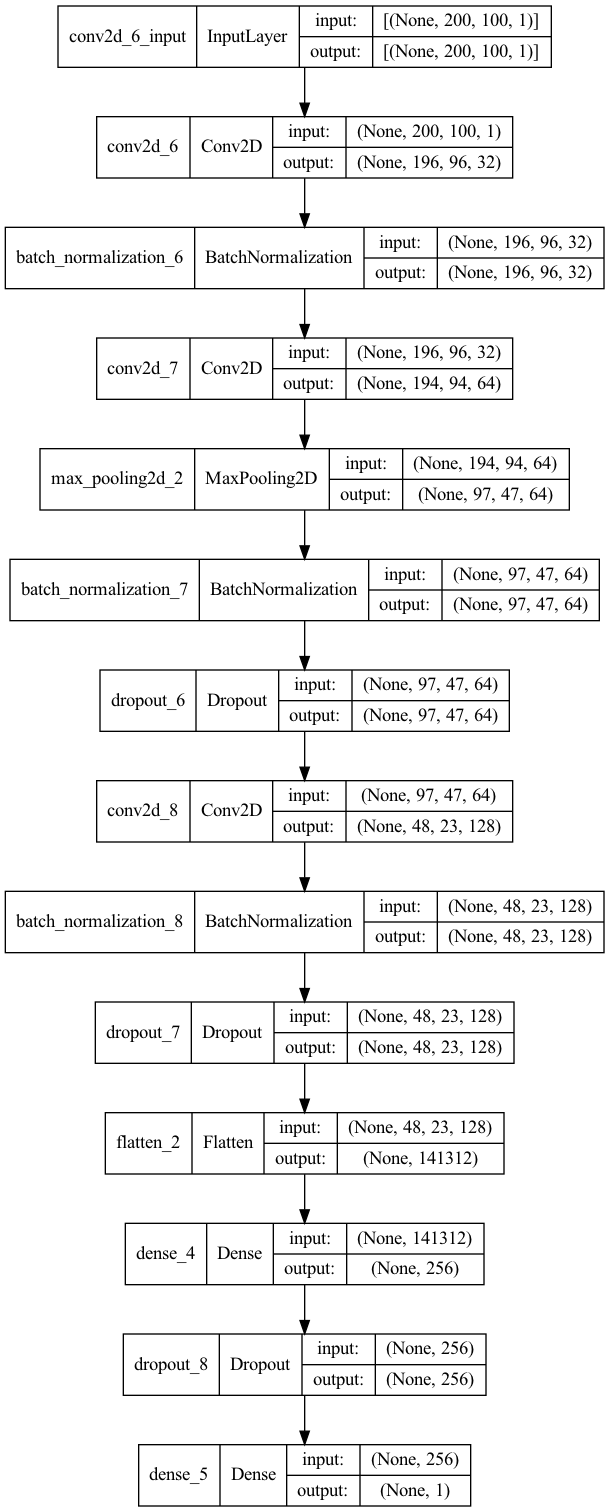 conv2d_6_input InputLayer input: [(None, 200, 100, 1)]
output: [(None, 200, 100, 1)]
conv2d_6 Conv2D input: (None, 200, 100, 1)
output: (None, 196, 96, 32)
batch_normalization_6 BatchNormalization input: (None, 196, 96, 32)
output: (None, 196, 96, 32)
conv2d_7 Conv2D input: (None, 196, 96, 32)
output: (None, 194, 94, 64)
max_pooling2d_2 MaxPooling2D input: (None, 194, 94, 64)
output: (None, 97, 47, 64)
batch_normalization_7 BatchNormalization input: (None, 97, 47, 64)
output: (None, 97, 47, 64)
dropout_6 Dropout input: (None, 97, 47, 64)
output: (None, 97, 47, 64)
conv2d_8 Conv2D input: (None, 97, 47, 64)
output: (None, 48, 23, 128)
batch_normalization_8 BatchNormalization input: (None, 48, 23, 128)
output: (None, 48, 23, 128)
dropout_7 Dropout input: (None, 48, 23, 128)
output: (None, 48, 23, 128)
flatten_2 Flatten input: (None, 48, 23, 128)
output: (None, 141312)
dense_4 Dense input: (None, 141312)
output: (None, 256)
dropout_8 Dropout input: (None, 256)
output: (None, 256)
dense_5 Dense input: (None, 256)
output: (None, 1)